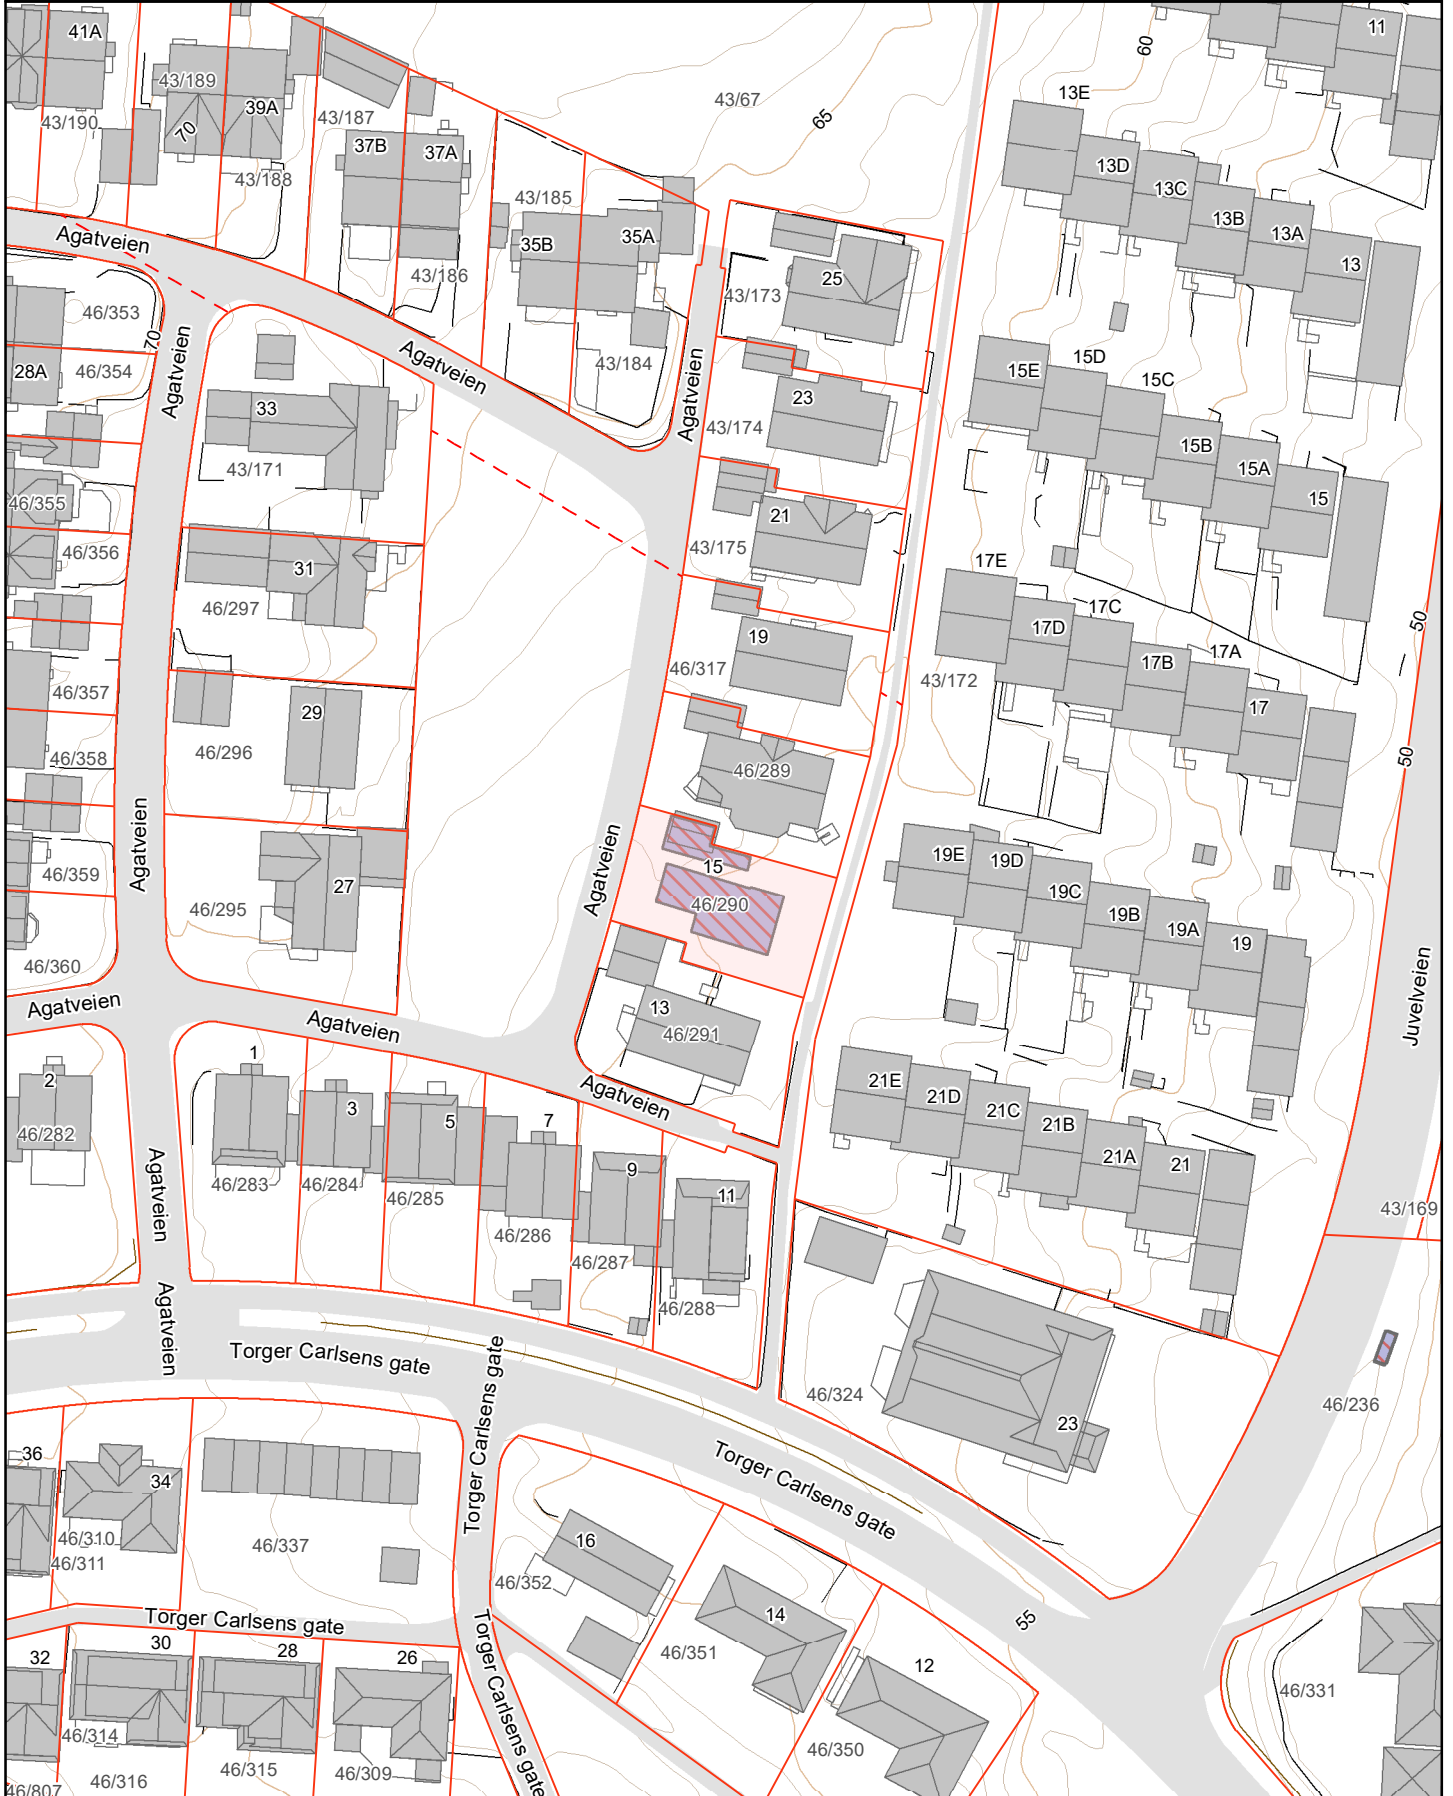 41A
11
60
43/189
13E
43/67
39A
43/187
65
43/190
70
37B
37A
13D
43/188
13C
43/185
13B
35B
35A
13A
Agatveien
13
43/186
25
43/173
46/353
70
Agatveien
Agatveien
15D
43/184
28A
46/354
15E
15C
Agatveien
23
33
43/174
15B
43/171
15A
15
46/355
21
43/175
46/356
17E
31
46/297
17C
50
17D
19
17A
17B
46/317
43/172
46/357
17
29
46/296
50
46/358
46/289
Agatveien
19E
15
19D
46/359
Agatveien
27
19C
46/290
46/295
19B
19A
19
46/360
Juvelveien
Agatveien
13
Agatveien
46/291
1
2
21E
Agatveien
21D
3
21C
5
7
21B
46/282
21A
21
9
46/283
46/284
46/285
11
Agatveien
43/169
46/286
46/287
46/288
Agatveien
Torger Carlsens gate
Torger Carlsens gate
46/324
46/236
23
36
34
Torger Carlsens gate
46/310
46/311
46/337
16
46/352
14
55
Torger Carlsens gate
30
28
26
32
46/351
12
Torger Carlsens gate
46/331
46/314
46/350
46/315
46/309
46/316
46/807